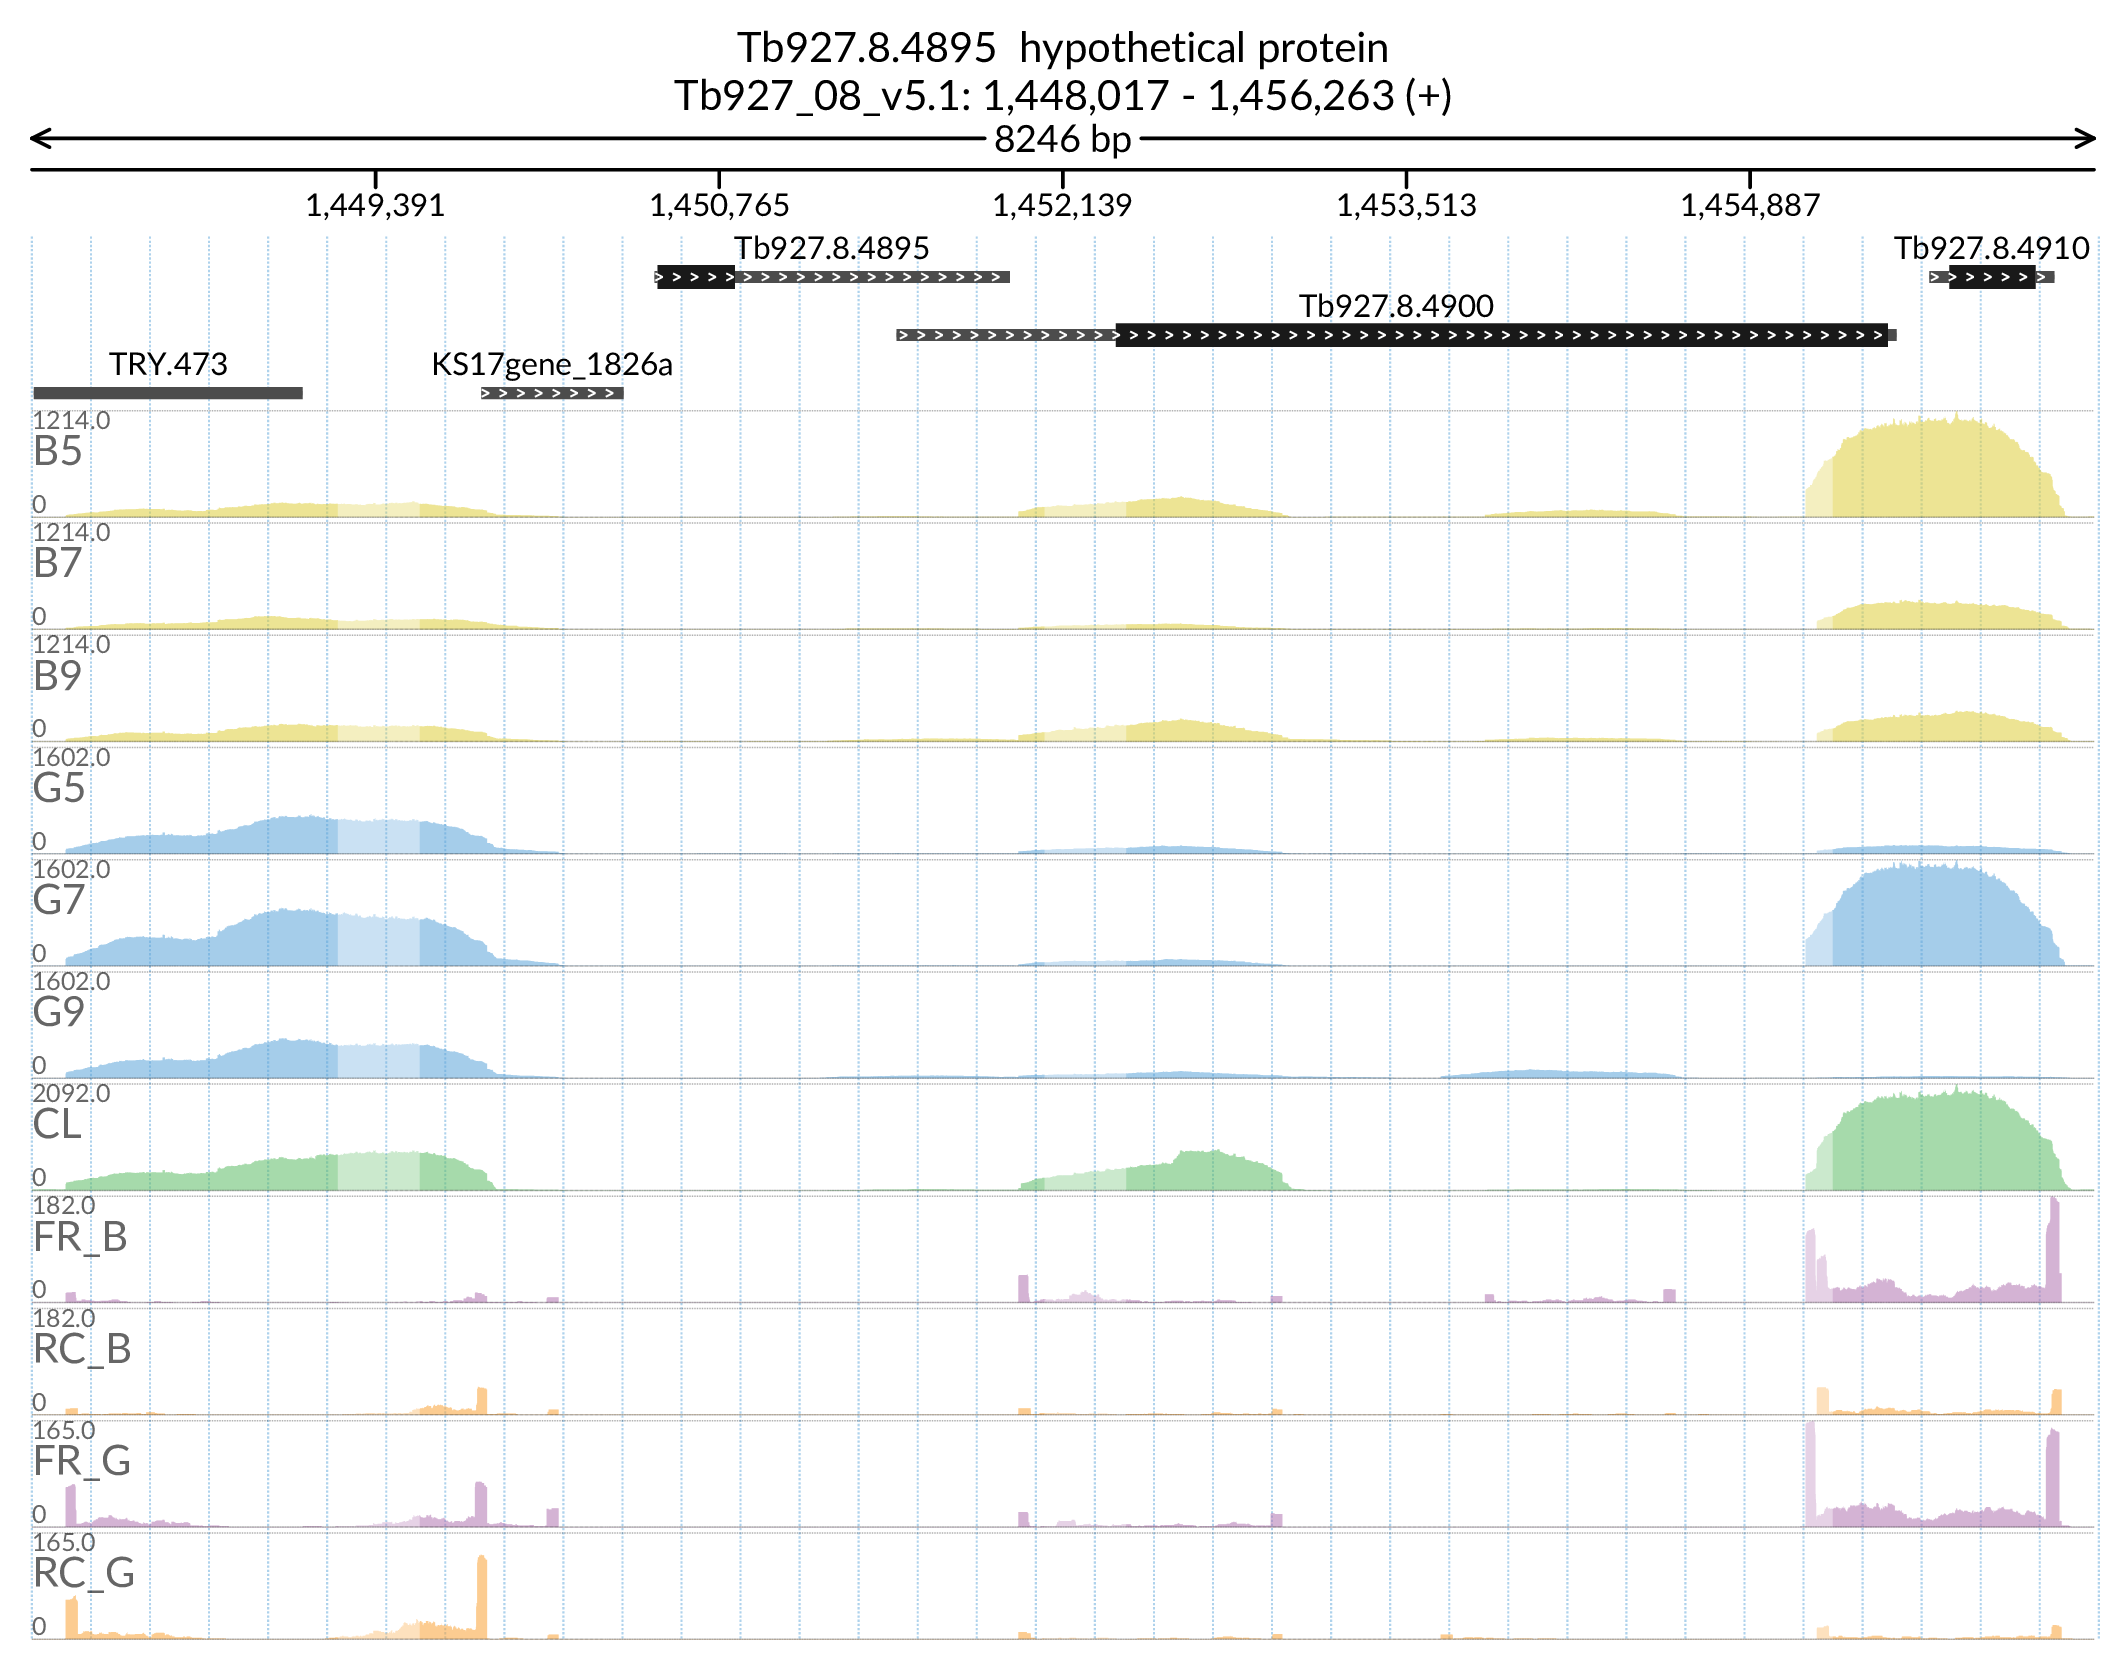 Tb927.8.4895  hypothetical protein
Tb927_08_v5.1: 1,448,017 - 1,456,263 (+)
8246 bp
1,449,391 1,450,765 1,452,139 1,453,513 1,454,887
Tb927.8.4895 Tb927.8.4910
Tb927.8.4900
TRY.473 KS17gene_1826a
1214.0
B5
0
1214.0
B7
0
1214.0
B9
0
1602.0
G5
0
1602.0
G7
0
1602.0
G9
0
2092.0
CL
0
182.0
FR_B
0
182.0
RC_B
0
165.0
FR_G
0
165.0
RC_G
0